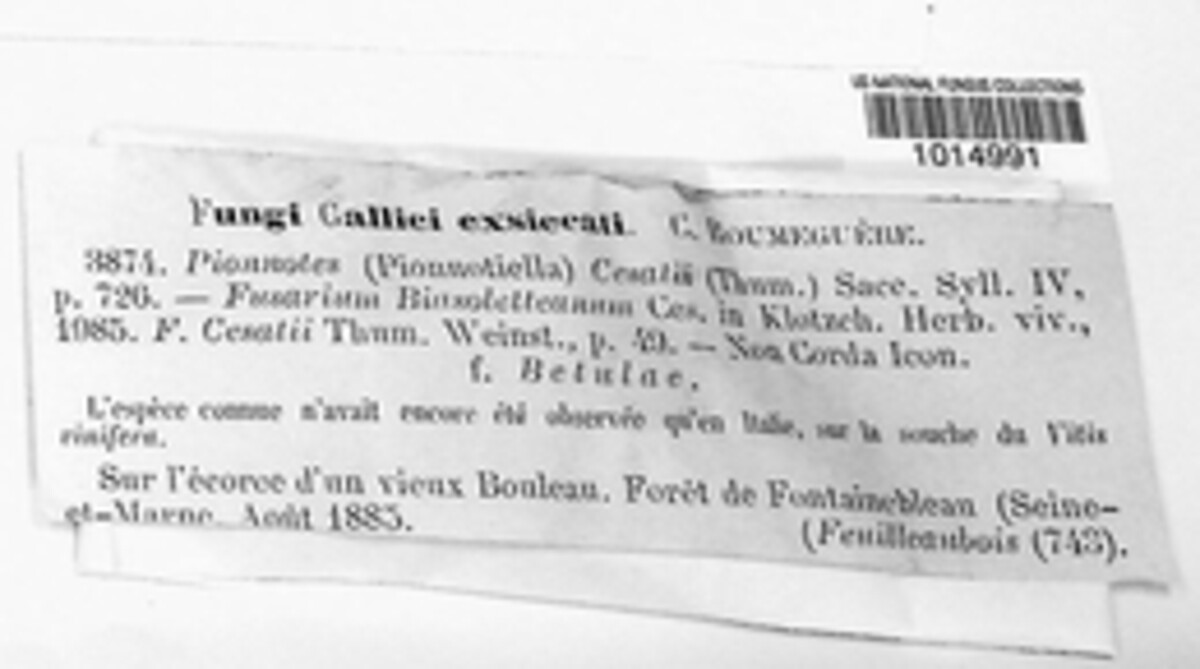 US NATIONAL FUNGUS COLLECTIONS
1014991
Fungi Gallici exsiccati. C. ROUMEGUÈRE.
3874. Pionnotes (Pionnotiella) Cesatii (Thum.) Sacc. Syll. IV,
p. 726. — Fusarium Biasolettianum Ces. in Klotzch. Herb. viv.,
1985. F. Cesatii Thum. Weinst., p. 49. — Non Corda Icon.
f. Betulae.
L'espèce comme n'avait encore été observée qu'en Italie, sur la souche du Vitis
vinifera.
Sur l'écorce d'un vieux Bouleau. Forêt de Fontainebleau (Seine-
et-Marne. Août 1885.
(Feuilleaubois (743).